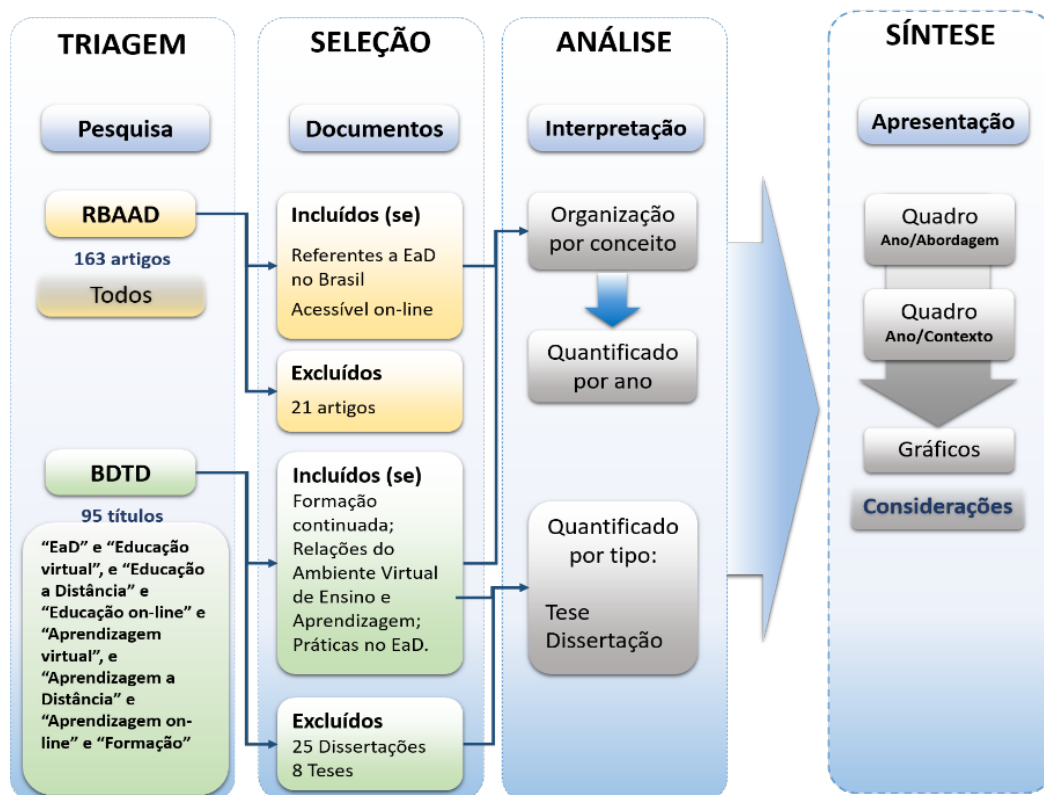 TRIAGEM
Pesquisa
RBAAD
163 artigos
Todos
BDTD
95 títulos
“EaD” e “Educação
virtual”, e “Educação
a Distância” e
“Educação on-line” e
“Aprendizagem
virtual”, e
“Aprendizagem a
Distância” e
“Aprendizagem on-
line” e “Formação”
SELEÇÃO
Documentos
Incluídos (se)
Referentes a EaD
no Brasil
Acessível on-line
Excluídos
21 artigos
Incluídos (se)
Formação
continuada;
Relações do
Ambiente Virtual
de Ensino e
Aprendizagem;
Práticas no EaD.
Excluídos
25 Dissertações
8 Teses
ANÁLISE
Interpretação
Organização
por conceito
Quantificado
por ano
Quantificado
por tipo:
Tese
Dissertação
SÍNTESE
Apresentação
Quadro
Ano/Abordagem
Quadro
Ano/Contexto
Gráficos
Considerações